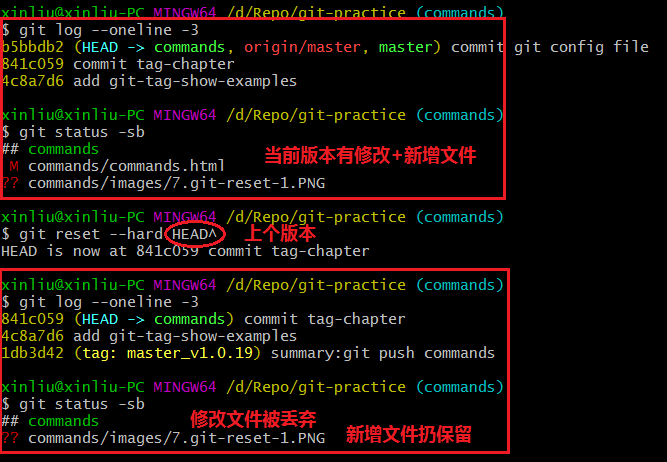 xinliu@xinliu-PC MINGW64 /d/Repo/git-practice (commands)
$ git log --oneline -3
b5bbdb2 (HEAD -> commands, origin/master, master) commit git config file
841c059 commit tag-chapter
4c8a7d6 add git-tag-show-examples
xinliu@xinliu-PC MINGW64 /d/Repo/git-practice (commands)
$ git status -sb
## commands
 M commands/commands.html
当前版本有修改+新增文件
?? commands/images/7.git-reset-1.PNG
xinliu@xinliu-PC MINGW64 /d/Repo/git-practice (commands)
$ git reset --hard HEAD^ 上个版本
HEAD is now at 841c059 commit tag-chapter
xinliu@xinliu-PC MINGW64 /d/Repo/git-practice (commands)
$ git log --oneline -3
841c059 (HEAD -> commands) commit tag-chapter
4c8a7d6 add git-tag-show-examples
1db3d42 (tag: master_v1.0.19) summary:git push commands
xinliu@xinliu-PC MINGW64 /d/Repo/git-practice (commands)
$ git status -sb
## commands 修改文件被丢弃
?? commands/images/7.git-reset-1.PNG 新增文件扔保留